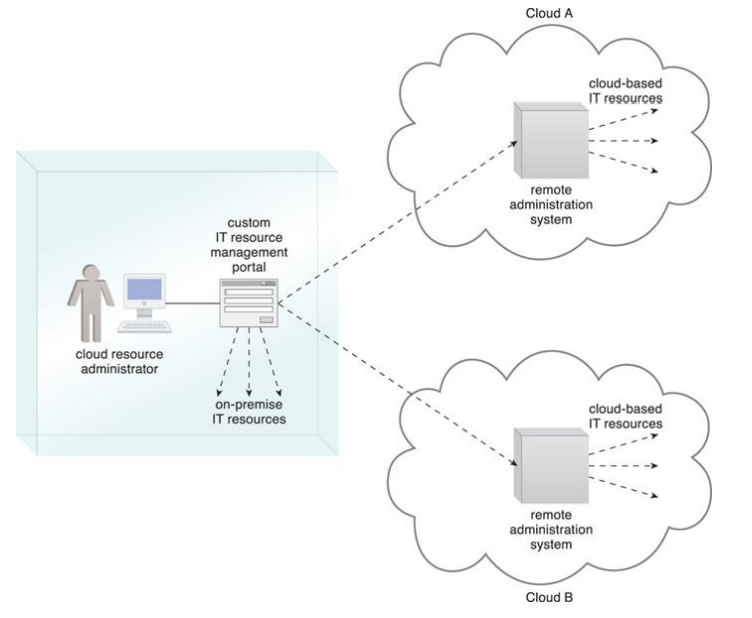 Cloud A
cloud-based
IT resources
remote
administration
system
custom
IT resource
management
portal
cloud resource
administrator
on-premise
IT resources
cloud-based
IT resources
remote
administration
system
Cloud B